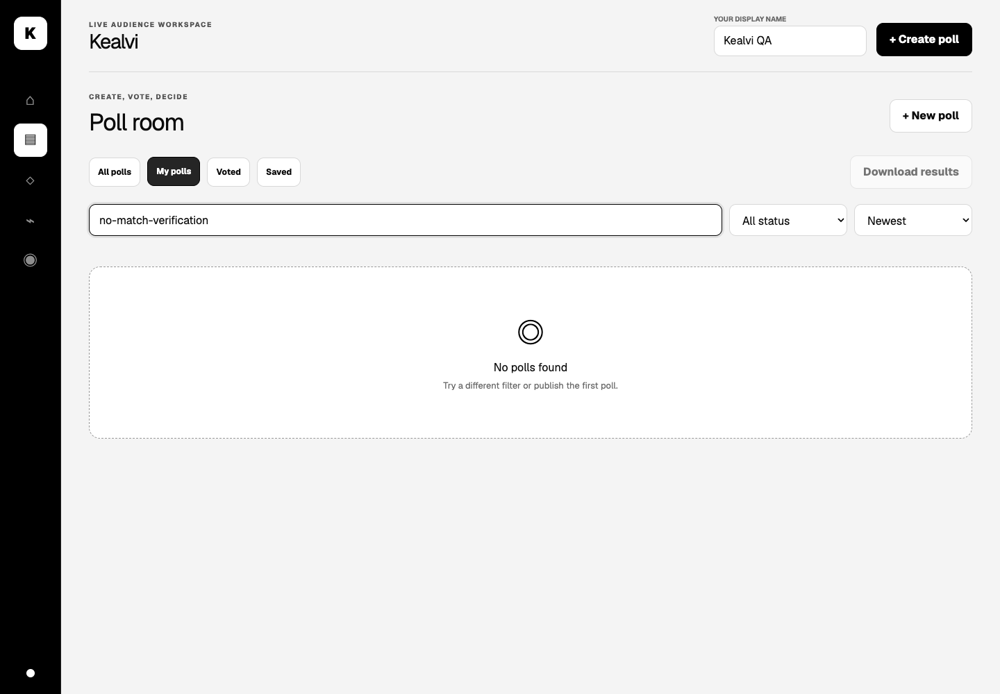 K
LIVE AUDIENCE WORKSPACE
Kealvi
YOUR DISPLAY NAME
Kealvi QA
+ Create poll
CREATE, VOTE, DECIDE
Poll room
+ New poll
All polls
My polls
Voted
Saved
Download results
no-match-verification
All status
Newest
No polls found
Try a different filter or publish the first poll.